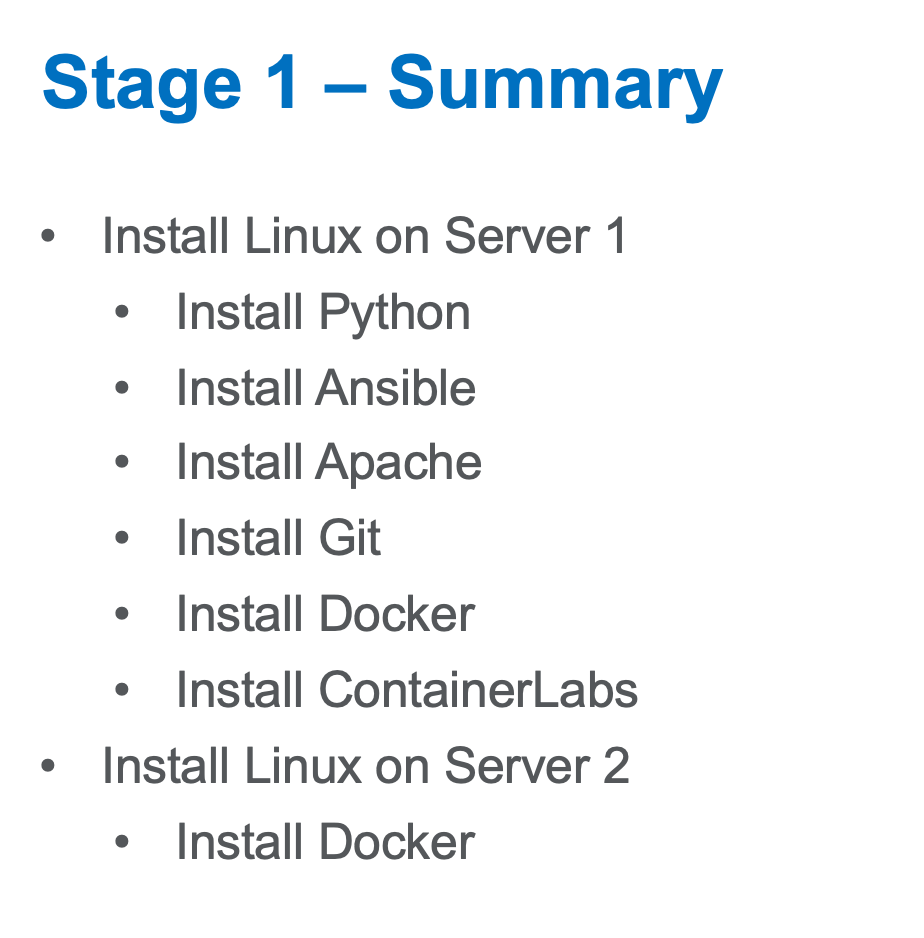 Stage 1 – Summary
• Install Linux on Server 1
• Install Python
• Install Ansible
• Install Apache
• Install Git
• Install Docker
• Install ContainerLabs
• Install Linux on Server 2
• Install Docker